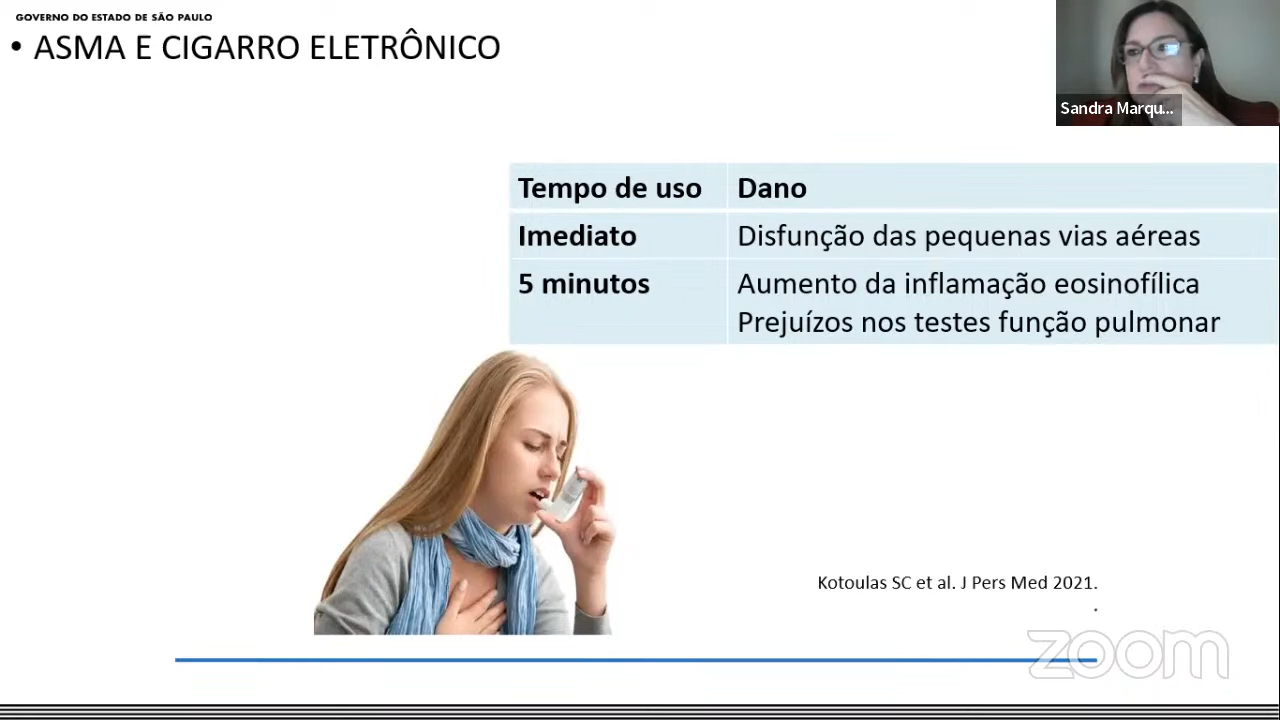 GOVERNO DO ESTADO DE SÃO PAULO
• ASMA E CIGARRO ELETRÔNICO
Sandra Marqu...
Tempo de uso Dano
Imediato Disfunção das pequenas vias aéreas
5 minutos Aumento da inflamação eosinofílica
Prejuízos nos testes função pulmonar
Kotoulas SC et al. J Pers Med 2021.
.
zoom